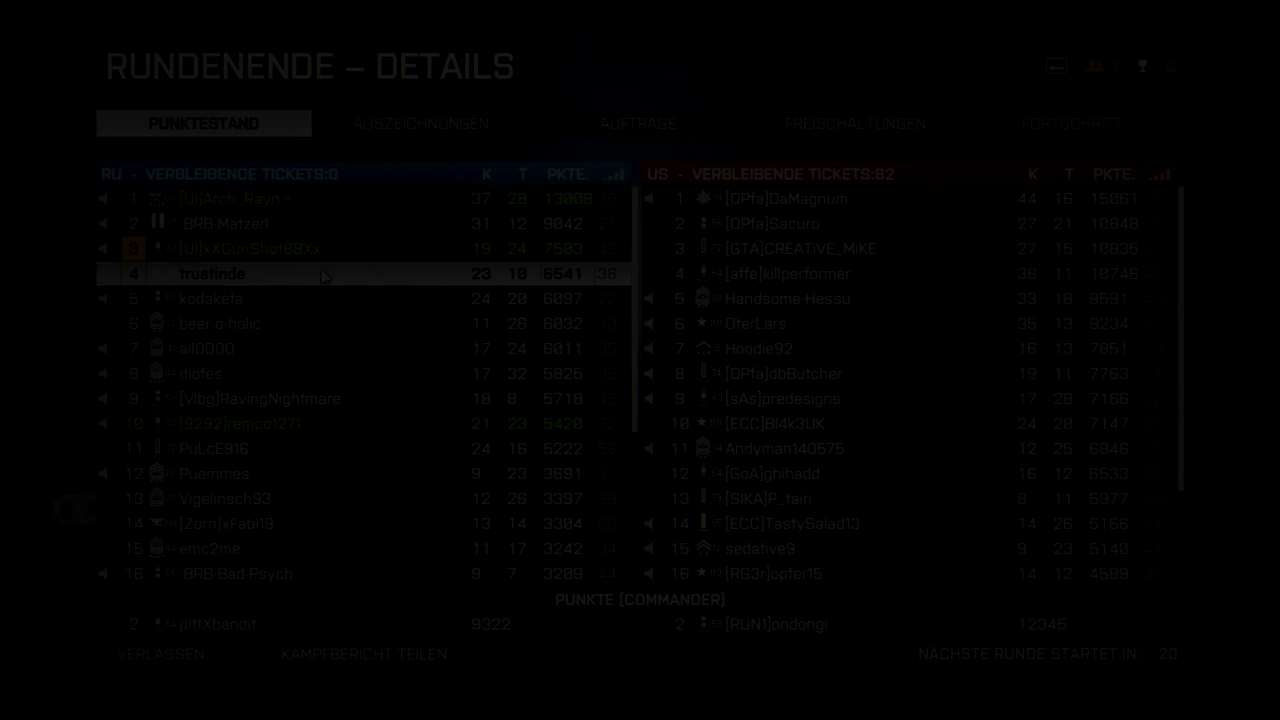 RUNDENENDE – DETAILS
PUNKTESTAND AUSZEICHNUNGEN AUFTRÄGE FREISCHALTUNGEN FORTSCHRITT
RU - VERBLEIBENDE TICKETS:0 K T PKTE. US - VERBLEIBENDE TICKETS:82 K T PKTE.
1 [UI]Arch_Rayn 37 28 13008 1 [OPfa]DaMagnum 44 16 15061
2 BRB-Matzerl 31 12 9042 2 [OPfa]Sacuro 27 21 10848
3 [UI]xXGunShot88Xx 19 24 7503 3 [GTA]CREATIVE_MiKE 27 15 10835
4 trustinde 23 10 6541 36 4 [affe]killperformer 38 11 10746
5 kodaketa 24 20 6097 5 Handsome-Hessu 33 18 9591
6 beer-o-holic 11 26 6032 6 OterLars 35 13 9234
7 all0000 17 24 6011 7 Hoodie92 16 13 7851
8 diofes 17 32 5825 8 [OPfa]dbButcher 19 11 7763
9 [Vlbg]RavingNightmare 18 8 5718 9 [sAs]predesigns 17 28 7166
10 [9292]remco1271 21 23 5420 10 [ECC]Bl4k3UK 24 20 7147
11 PuLcE916 24 16 5222 11 Andyman140575 12 25 6846
12 Puemmes 9 23 3691 12 [GoA]ghihadd 16 12 6533
13 Vigelinsch93 12 26 3397 13 [SIKA]P_tain 8 11 5977
14 [Zorn]xFabi19 13 14 3304 14 [ECC]TastySalad13 14 26 5166
15 emc2me 11 17 3242 15 sedative9 9 23 5140
16 BRB-Bad-Psych 9 7 3209 16 [RG3r]opfer15 14 12 4589
PUNKTE [COMMANDER]
2 pittXbandit 9322 2 [RUN1]ondongi 12345
VERLASSEN KAMPFBERICHT TEILEN NÄCHSTE RUNDE STARTET IN: 20